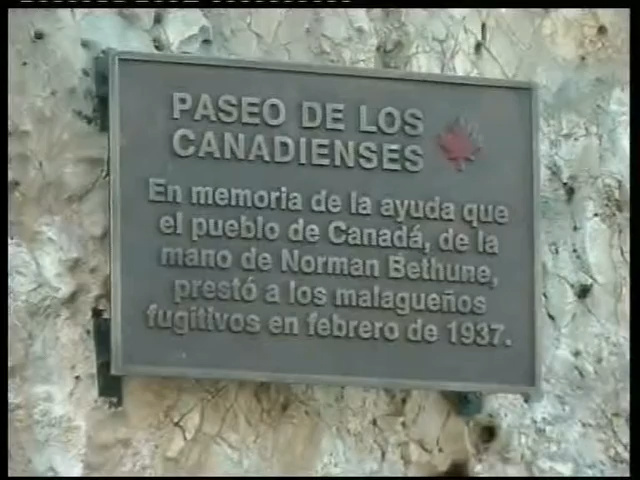 PASEO DE LOS
CANADIENSES
En memoria de la ayuda que
el pueblo de Canadá, de la
mano de Norman Bethune,
prestó a los malagueños
fugitivos en febrero de 1937.